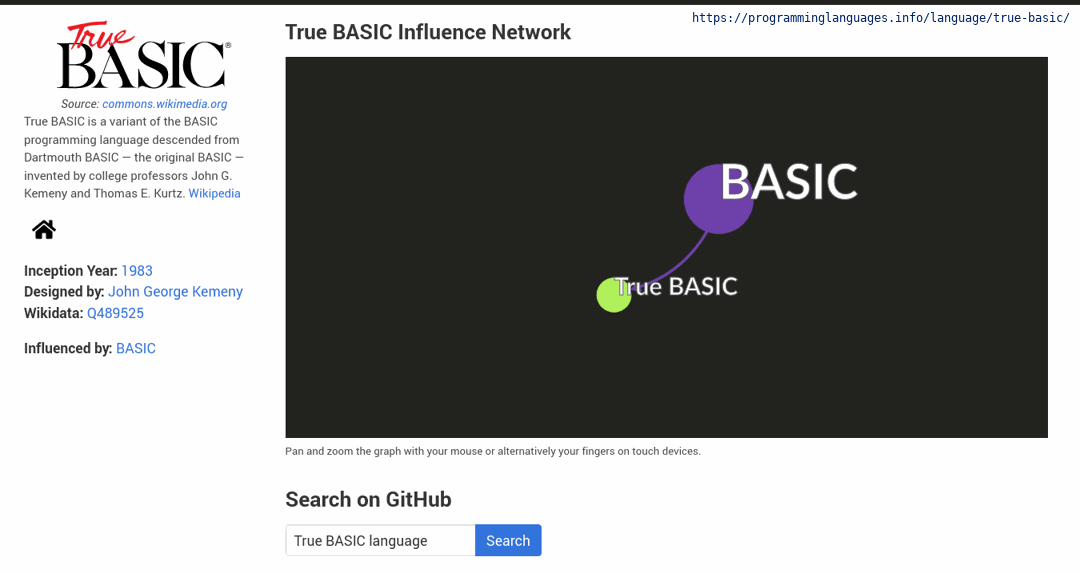 https://programminglanguages.info/language/true-basic/
True
BASIC®
Source: commons.wikimedia.org
True BASIC is a variant of the BASIC
programming language descended from
Dartmouth BASIC — the original BASIC —
invented by college professors John G.
Kemeny and Thomas E. Kurtz. Wikipedia
Inception Year: 1983
Designed by: John George Kemeny
Wikidata: Q489525
Influenced by: BASIC
True BASIC Influence Network
BASIC
True BASIC
Pan and zoom the graph with your mouse or alternatively your fingers on touch devices.
Search on GitHub
True BASIC language
Search